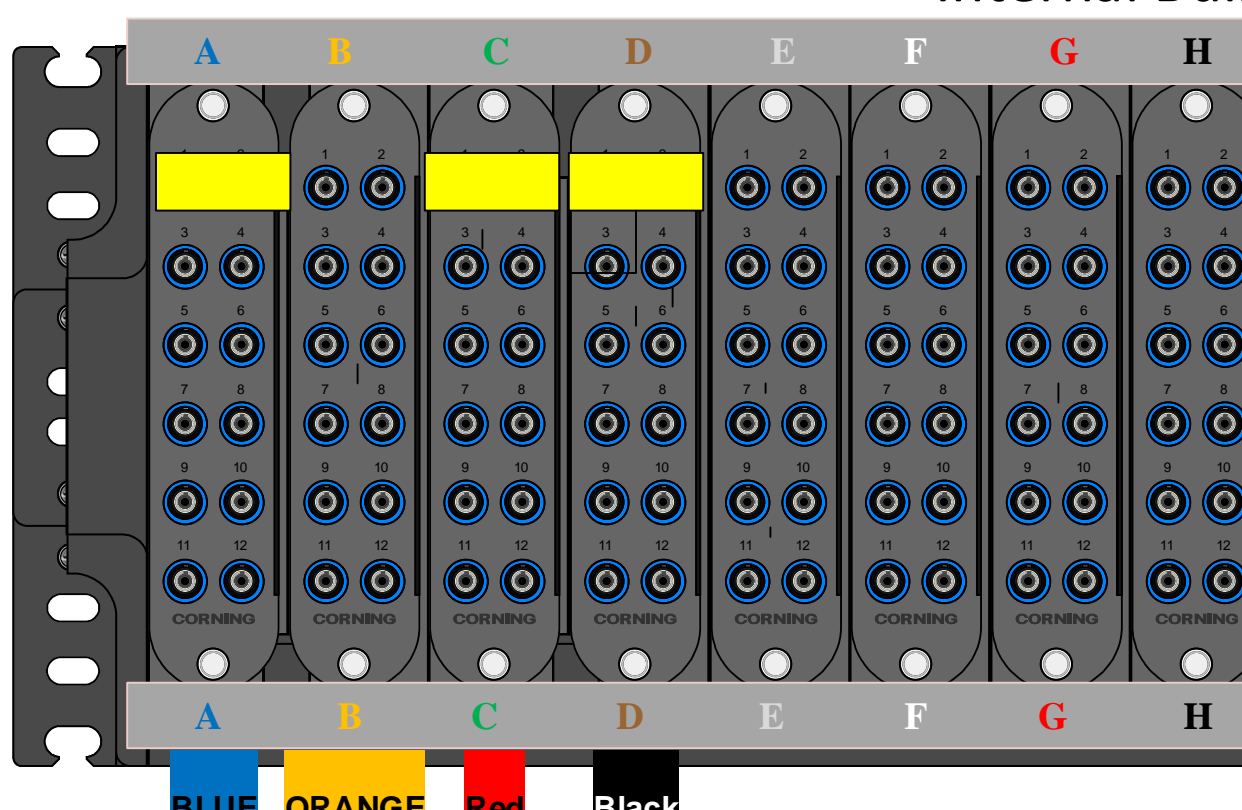 A B C D E F G H
1 2 1 2 1 2 1 2 1 2
3 4 3 4 3 4 3 4 3 4 3 4 3 4 3 4
5 6 5 6 5 6 5 6 5 6 5 6 5 6 5 6
7 8 7 8 7 8 7 8 7 8 7 8 7 8 7 8
9 10 9 10 9 10 9 10 9 10 9 10 9 10 9 10
11 12 11 12 11 12 11 12 11 12 11 12 11 12 11 12
CORNING CORNING CORNING CORNING CORNING CORNING CORNING CORNING
A B C D E F G H
BLUE ORANGE Red Black